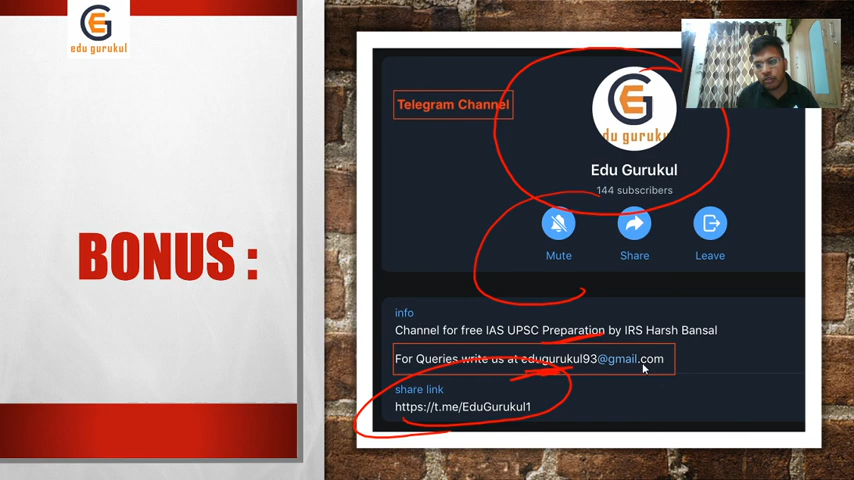 edu gurukul
BONUS :
Telegram Channel
edu gurukul
Edu Gurukul
144 subscribers
Mute
Share
Leave
info
Channel for free IAS UPSC Preparation by IRS Harsh Bansal
For Queries write us at edugurukul93@gmail.com
share link
https://t.me/EduGurukul1